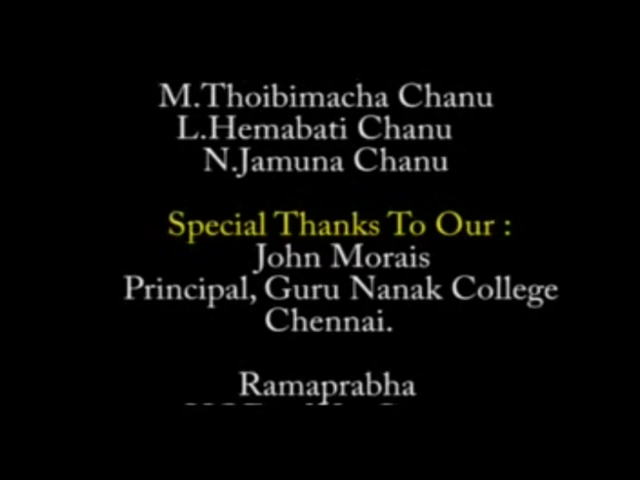 M.Thoibimacha Chanu
L.Hemabati Chanu
N.Jamuna Chanu
Special Thanks To Our :
John Morais
Principal, Guru Nanak College
Chennai.
Ramaprabha